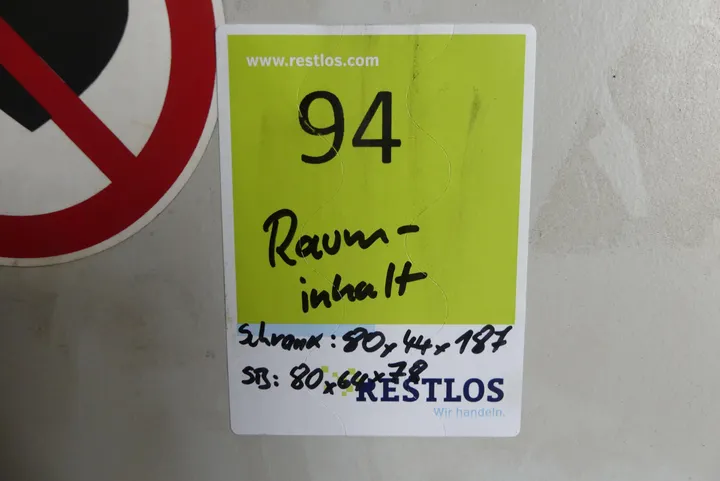 www.restlos.com
94
Raum-
inhalt
Schrank: 80x44x187
SB: 80x64x78
RESTLOS
Wir handeln.